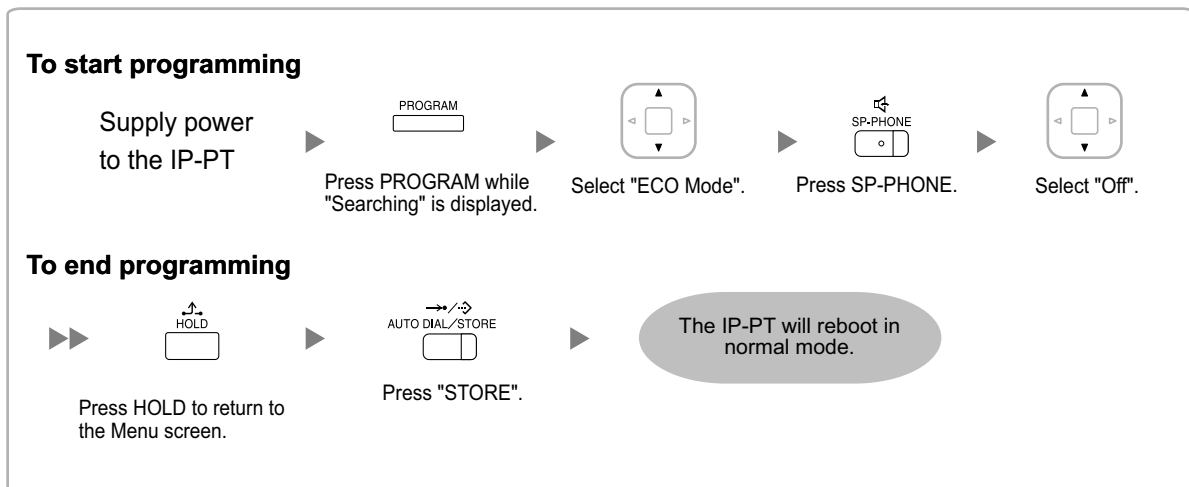 To start programming
Supply power
to the IP-PT
PROGRAM
Press PROGRAM while
"Searching" is displayed.
Select "ECO Mode".
SP-PHONE
Press SP-PHONE.
Select "Off".
To end programming
HOLD
Press HOLD to return to
the Menu screen.
AUTO DIAL/STORE
Press "STORE".
The IP-PT will reboot in
normal mode.